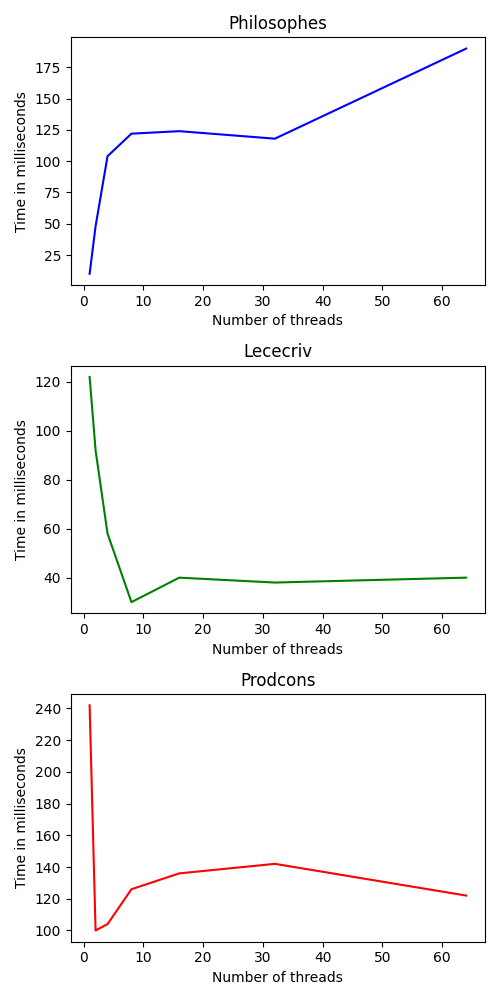 Philosophes
175
150
125
100
75
50
25
Time in milliseconds
0 10 20 30 40 50 60
Number of threads
Lececriv
120
100
80
60
40
Time in milliseconds
0 10 20 30 40 50 60
Number of threads
Prodcons
240
220
200
180
160
140
120
100
Time in milliseconds
0 10 20 30 40 50 60
Number of threads